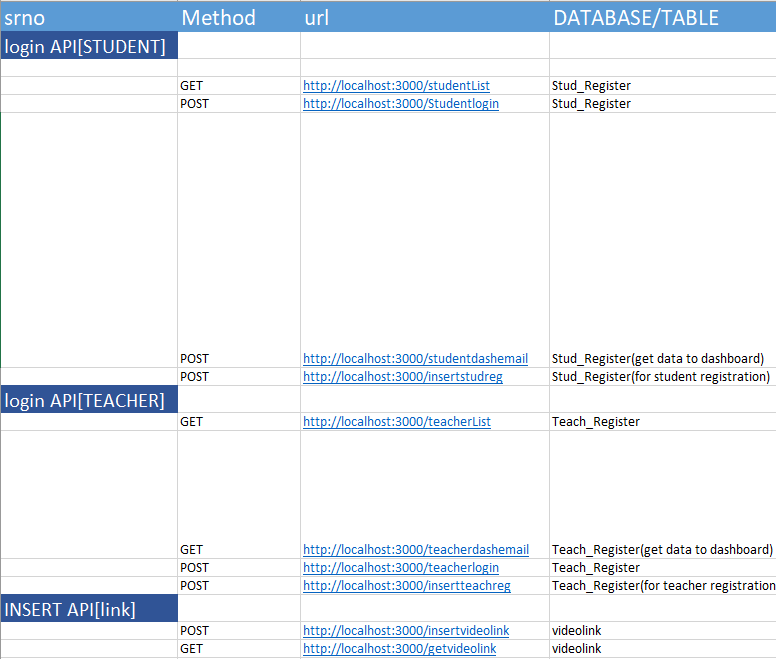 srno Method url DATABASE/TABLE
login API[STUDENT]
GET http://localhost:3000/studentList Stud_Register
POST http://localhost:3000/Studentlogin Stud_Register
POST http://localhost:3000/studentdashemail Stud_Register(get data to dashboard)
POST http://localhost:3000/insertstudreg Stud_Register(for student registration)
login API[TEACHER]
GET http://localhost:3000/teacherList Teach_Register
GET http://localhost:3000/teacherdashemail Teach_Register(get data to dashboard)
POST http://localhost:3000/teacherlogin Teach_Register
POST http://localhost:3000/insertteachreg Teach_Register(for teacher registration
INSERT API[link]
POST http://localhost:3000/insertvideolink videolink
GET http://localhost:3000/getvideolink videolink